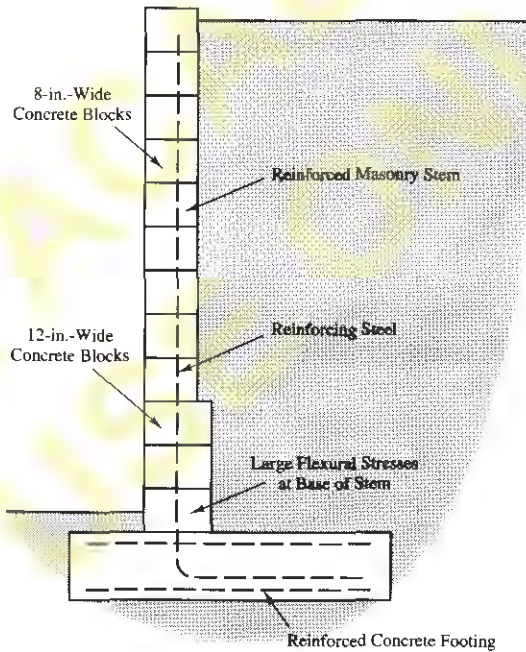 8-in.-Wide
Concrete Blocks
Reinforced Masonry Stem
Reinforcing Steel
12-in.-Wide
Concrete Blocks
Large Flexural Stresses
at Base of Stem
Reinforced Concrete Footing